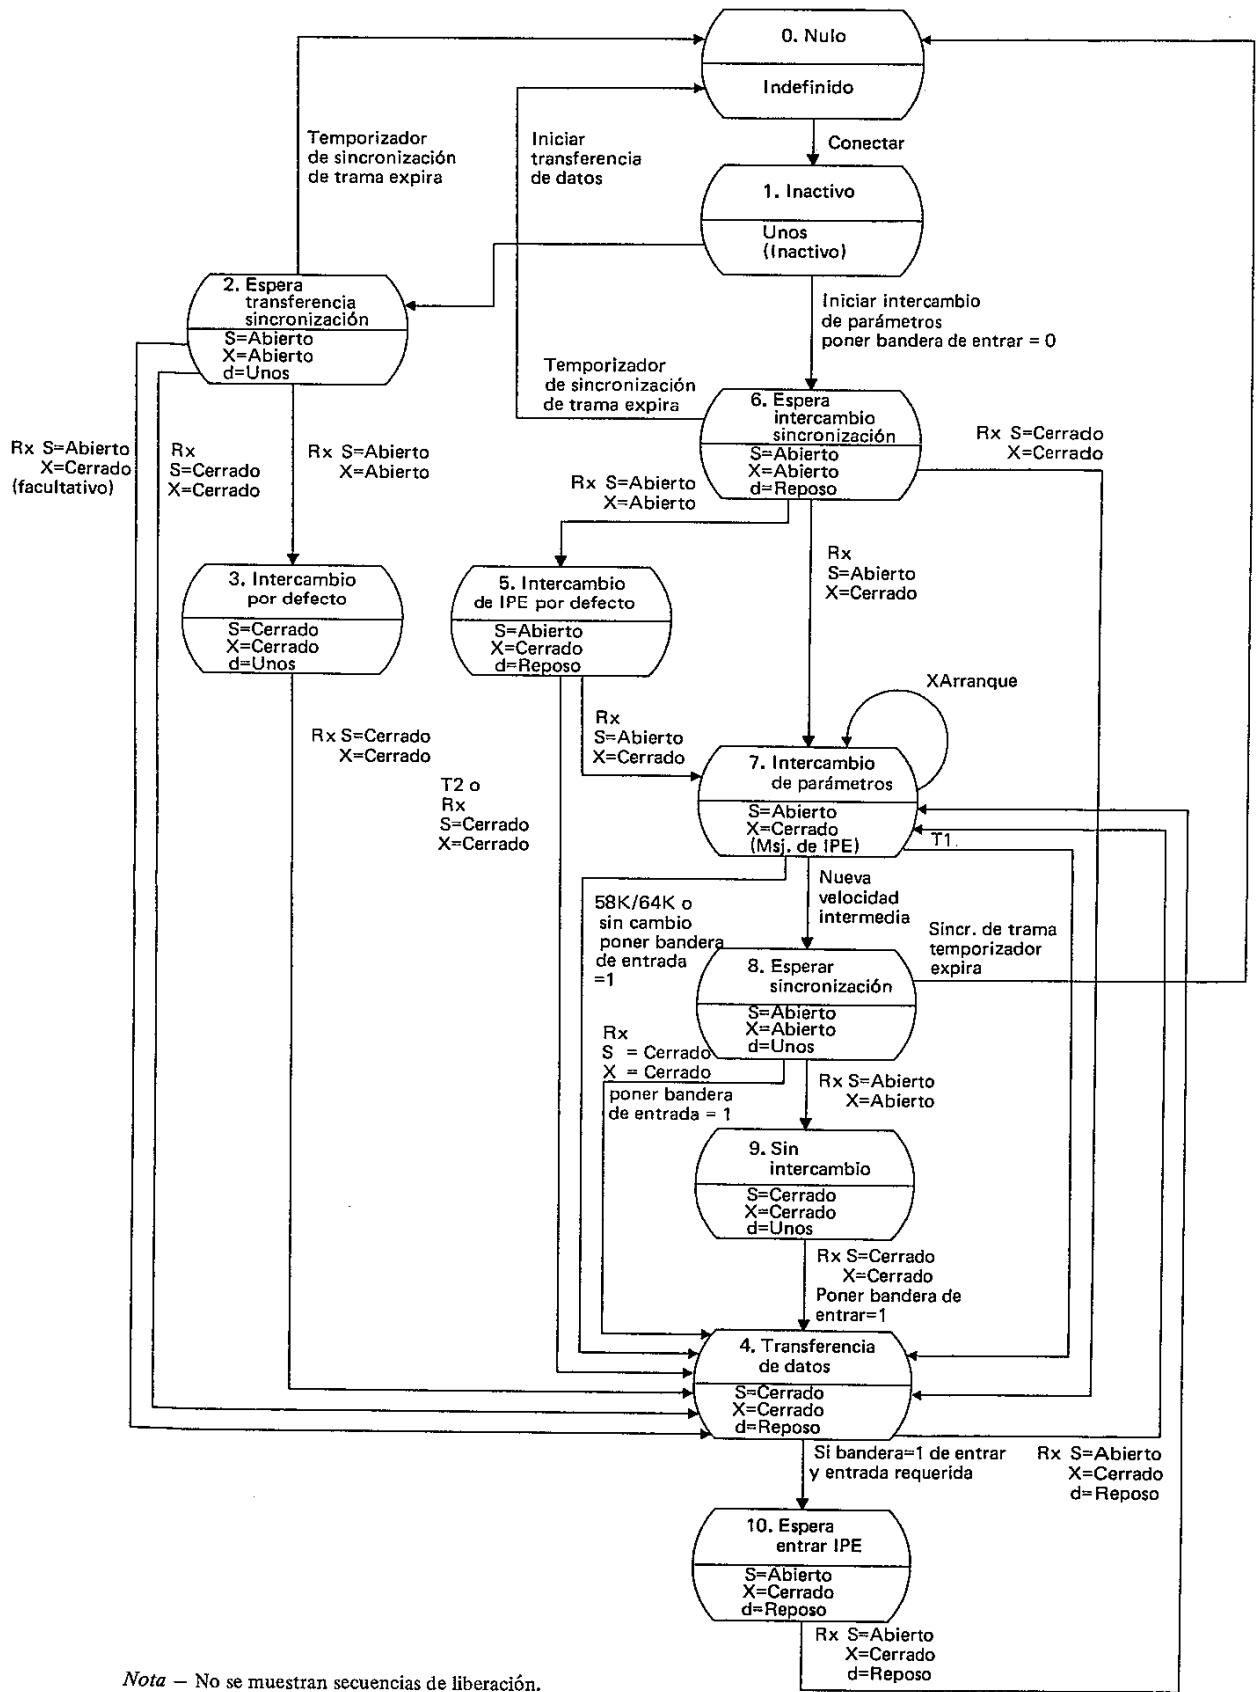 0. Nulo
Indefinido
Temporizador
de sincronización
de trama expira
Iniciar
transferencia
de datos
Conectar
1. Inactivo
Unos
(Inactivo)
2. Espera
transferencia
sincronización
S=Abierto
X=Abierto
d=Unos
Iniciar intercambio
de parámetros
poner bandera de entrar = 0
Temporizador
de sincronización
de trama expira
6. Espera
intercambio
sincronización
S=Abierto
X=Abierto
d=Reposo
Rx S=Cerrado
X=Cerrado
Rx S=Abierto
X=Cerrado
(facultativo)
Rx
S=Cerrado
X=Cerrado
Rx S=Abierto
X=Abierto
Rx S=Abierto
X=Abierto
Rx
S=Abierto
X=Cerrado
3. Intercambio
por defecto
S=Cerrado
X=Cerrado
d=Unos
5. Intercambio
de IPE por defecto
S=Abierto
X=Cerrado
d=Reposo
XArranque
Rx S=Cerrado
X=Cerrado
Rx
S=Abierto
X=Cerrado
7. Intercambio
de parámetros
S=Abierto
X=Cerrado
(Msj. de IPE)
T1
T2 o
Rx
S=Cerrado
X=Cerrado
58K/64K o
sin cambio
poner bandera
de entrada
=1
Nueva
velocidad
intermedia
Sincr. de trama
temporizador
expira
8. Esperar
sincronización
S=Abierto
X=Abierto
d=Unos
Rx
S = Cerrado
X = Cerrado
poner bandera
de entrada = 1
Rx S=Abierto
X=Abierto
9. Sin
intercambio
S=Cerrado
X=Cerrado
d=Unos
Rx S=Cerrado
X=Cerrado
Poner bandera de
entrar=1
4. Transferencia
de datos
S=Cerrado
X=Cerrado
d=Reposo
Si bandera=1 de entrar
y entrada requerida
Rx S=Abierto
X=Cerrado
d=Reposo
10. Espera
entrar IPE
S=Abierto
X=Cerrado
d=Reposo
Rx S=Abierto
X=Cerrado
d=Reposo
Nota — No se muestran secuencias de liberación.